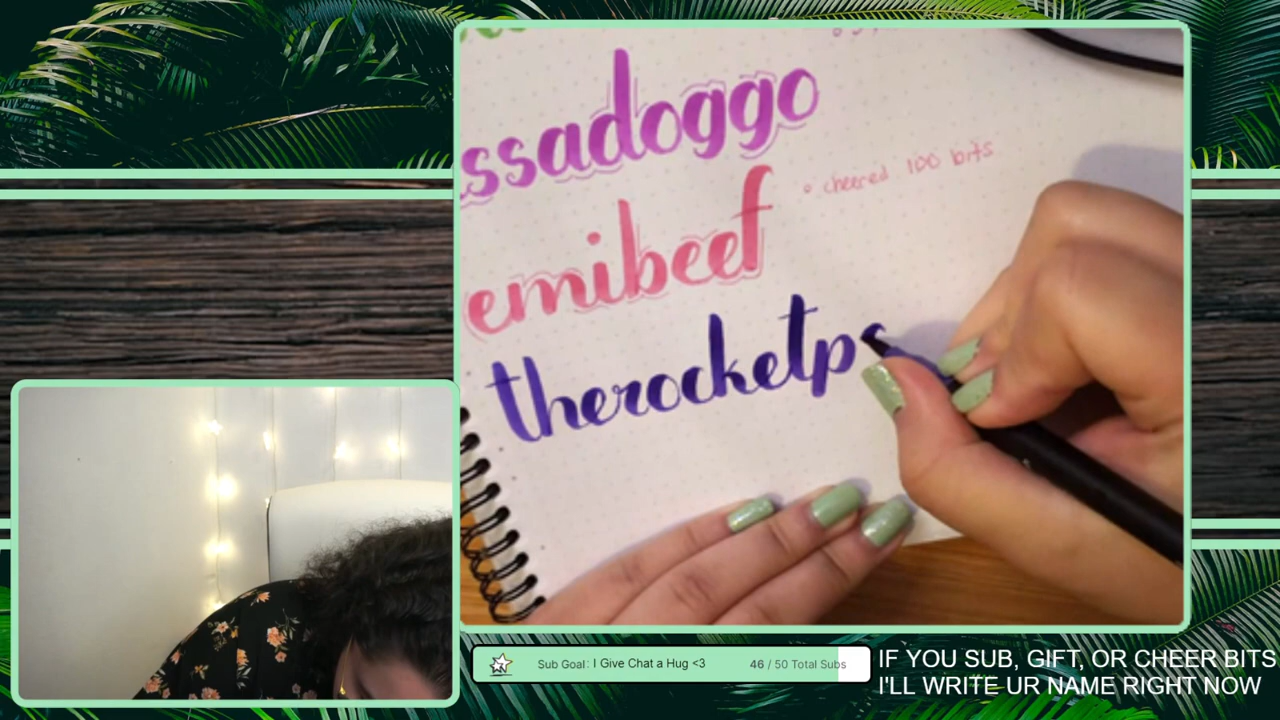 ssadoggo
emibeef
cheered 100 bits
therocketp
Sub Goal: I Give Chat a Hug <3 46 / 50 Total Subs
IF YOU SUB, GIFT, OR CHEER BITS
I'LL WRITE UR NAME RIGHT NOW